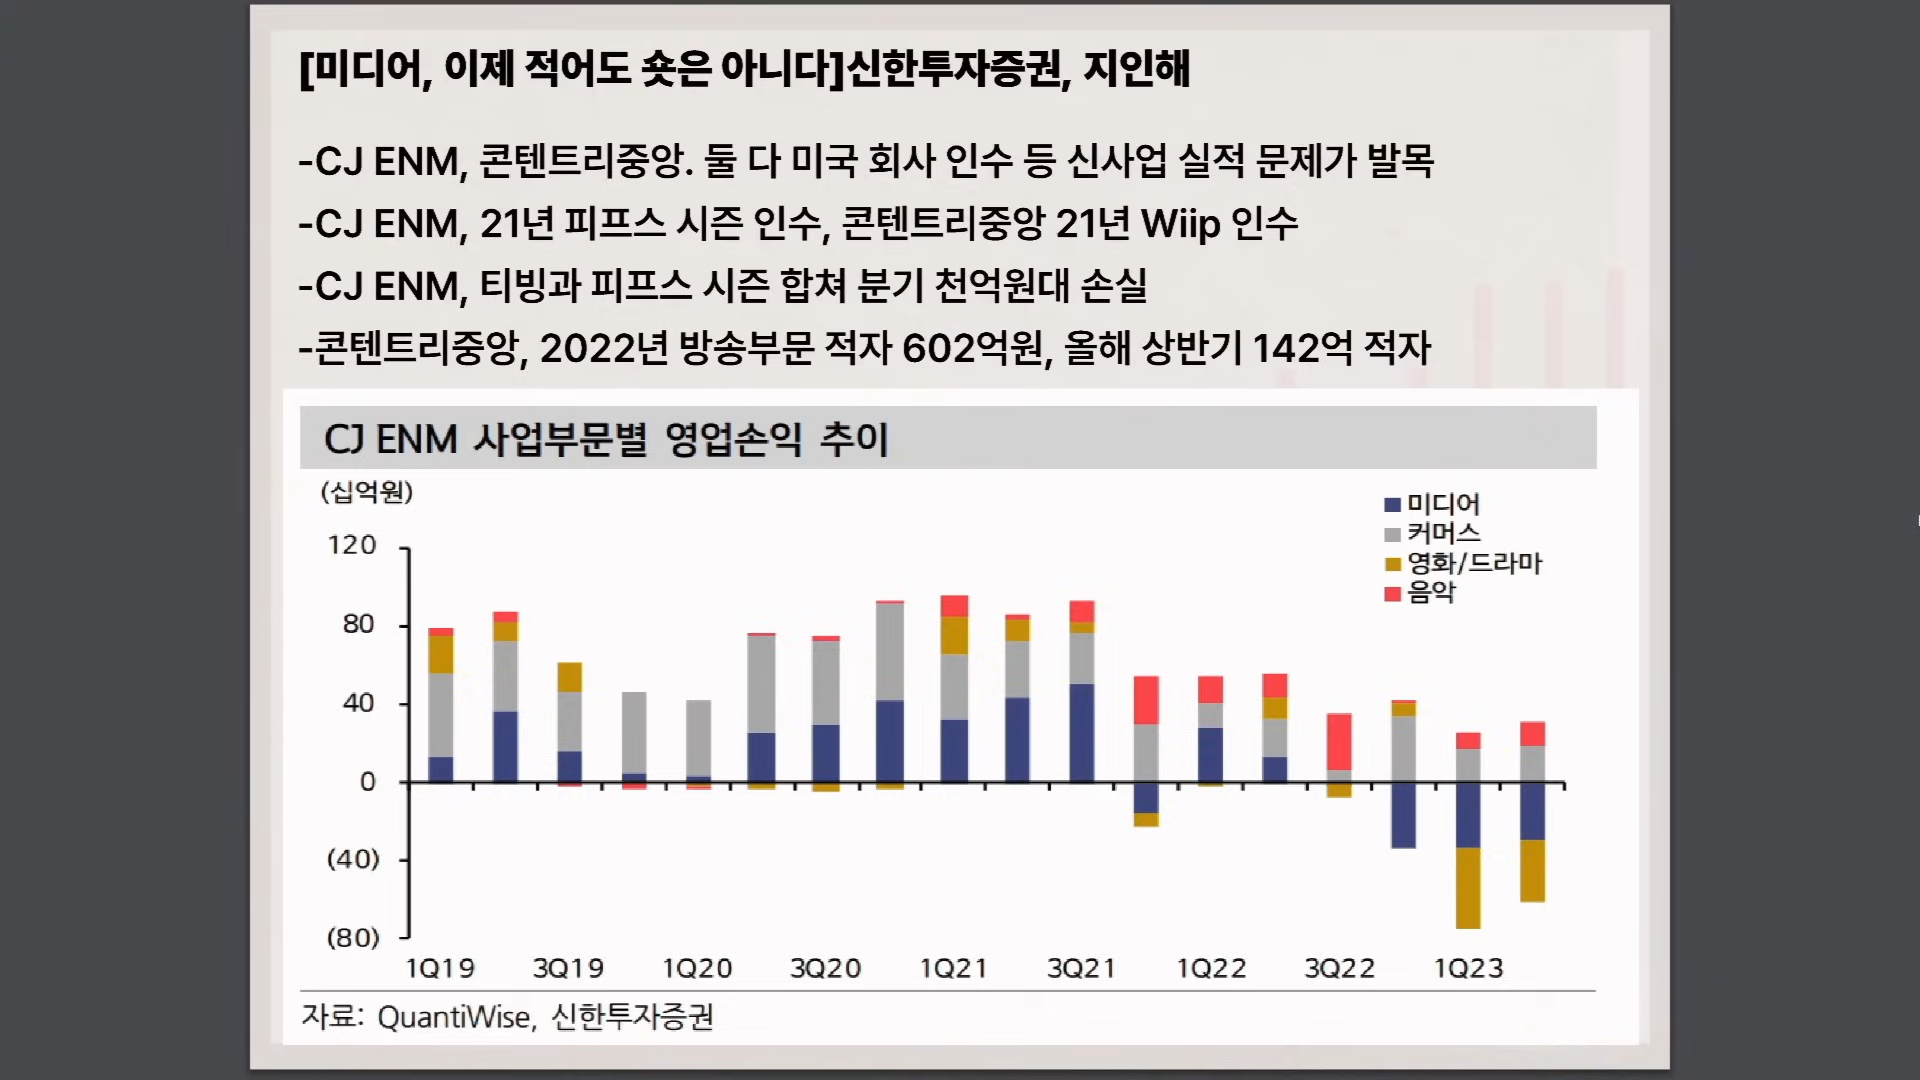 [미디어, 이제 적어도 숏은 아니다]신한투자증권, 지인해
-CJ ENM, 콘텐트리중앙. 둘 다 미국 회사 인수 등 신사업 실적 문제가 발목
-CJ ENM, 21년 피프스 시즌 인수, 콘텐트리중앙 21년 Wiip 인수
-CJ ENM, 티빙과 피프스 시즌 합쳐 분기 천억원대 손실
-콘텐트리중앙, 2022년 방송부문 적자 602억원, 올해 상반기 142억 적자
CJ ENM 사업부문별 영업손익 추이
(십억원)
미디어
커머스
영화/드라마
음악
120
80
40
0
(40)
(80)
1Q19 3Q19 1Q20 3Q20 1Q21 3Q21 1Q22 3Q22 1Q23
자료: QuantiWise, 신한투자증권